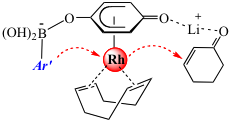 O O Li⁺ O
(OH)₂B⁻
Ar' Rh